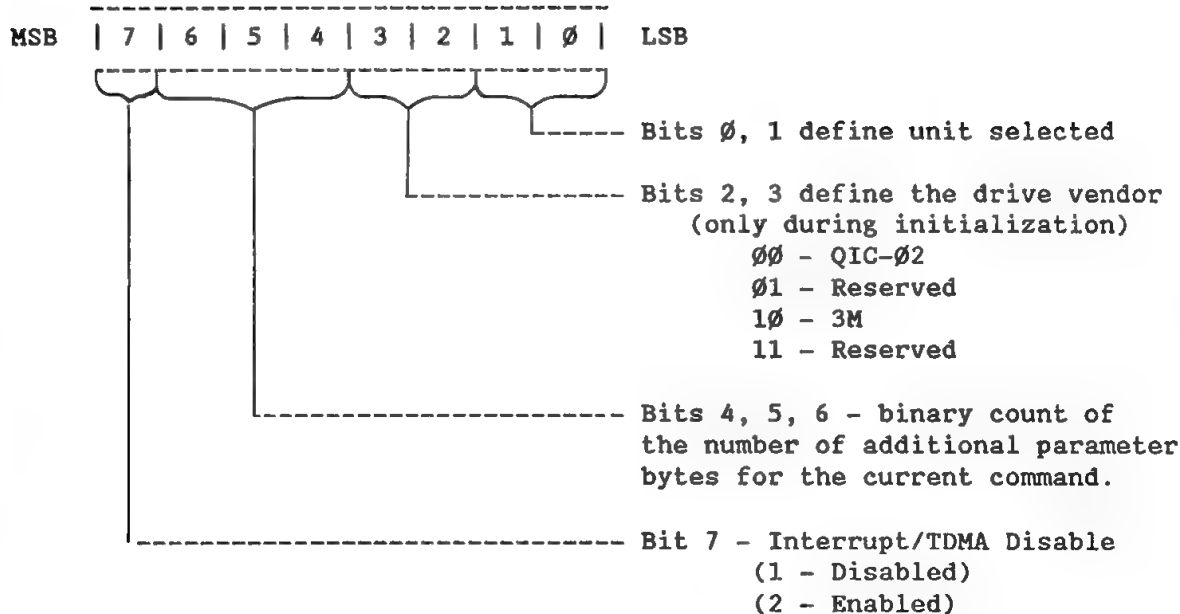 MSB | 7 | 6 | 5 | 4 | 3 | 2 | 1 | Ø | LSB
Bits Ø, 1 define unit selected
Bits 2, 3 define the drive vendor
(only during initialization)
ØØ - QIC-Ø2
Ø1 - Reserved
1Ø - 3M
11 - Reserved
Bits 4, 5, 6 - binary count of
the number of additional parameter
bytes for the current command.
Bit 7 - Interrupt/TDMA Disable
(1 - Disabled)
(2 - Enabled)